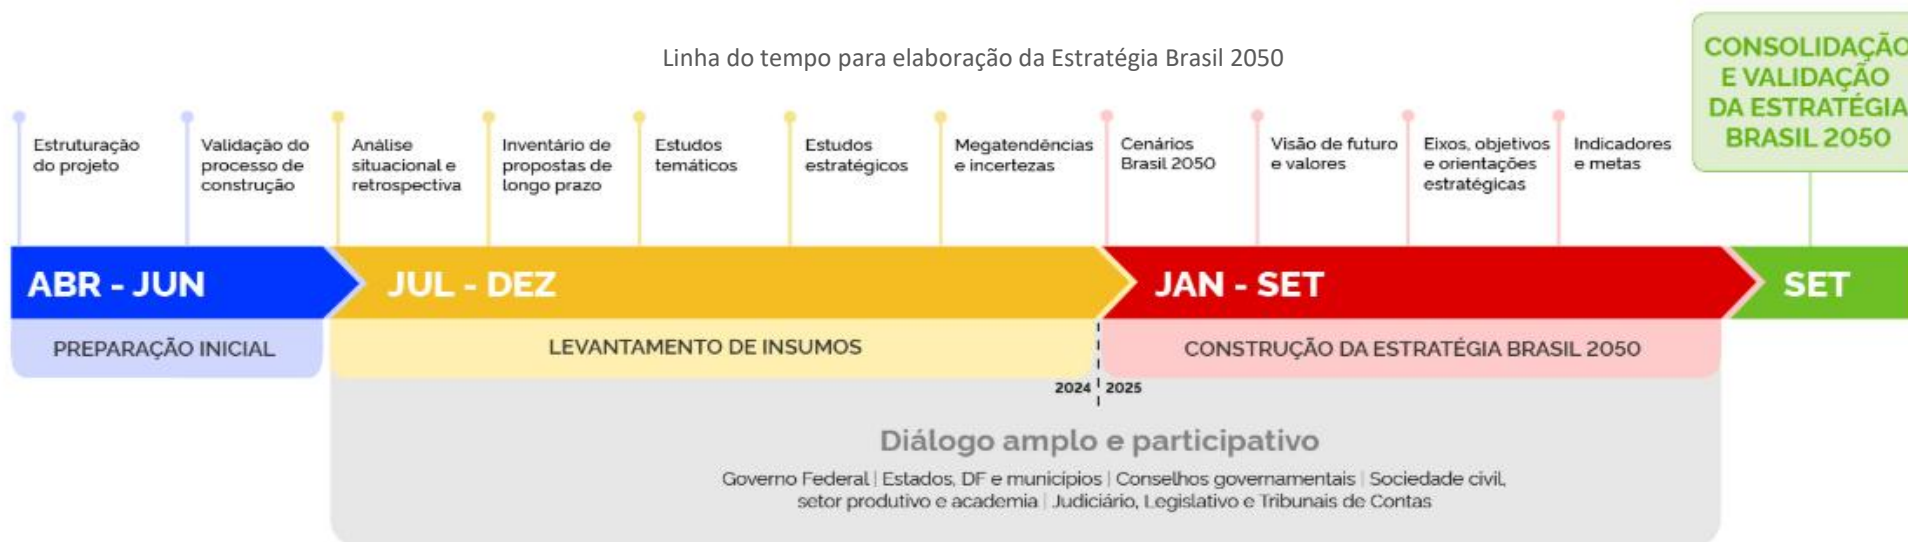 Linha do tempo para elaboração da Estratégia Brasil 2050
CONSOLIDAÇÃO
E VALIDAÇÃO
DA ESTRATÉGIA
BRASIL 2050
Estruturação
do projeto
Validação do
processo de
construção
Análise
situacional e
retrospectiva
Inventário de
propostas de
longo prazo
Estudos
temáticos
Estudos
estratégicos
Megatendências
e incertezas
Cenários
Brasil 2050
Visão de futuro
e valores
Eixos, objetivos
e orientações
estratégicas
Indicadores
e metas
ABR - JUN
JUL - DEZ
JAN - SET
SET
PREPARAÇÃO INICIAL
LEVANTAMENTO DE INSUMOS
CONSTRUÇÃO DA ESTRATÉGIA BRASIL 2050
2024
2025
Diálogo amplo e participativo
Governo Federal | Estados, DF e municípios | Conselhos governamentais | Sociedade civil,
setor produtivo e academia | Judiciário, Legislativo e Tribunais de Contas